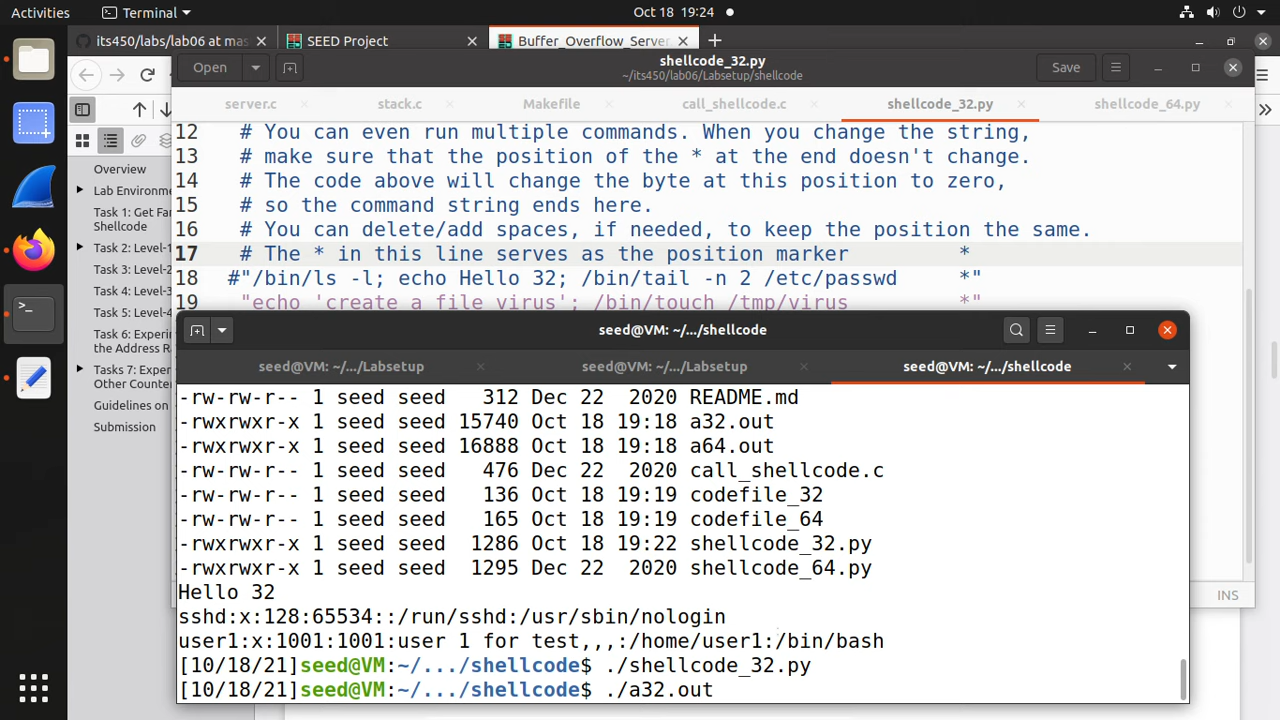 Activities
Terminal
Oct 18 19:24
its450/labs/lab06 at mas
SEED Project
Buffer_Overflow_Server
Open
shellcode_32.py
~/its450/lab06/Labsetup/shellcode
Save
server.c
stack.c
Makefile
call_shellcode.c
shellcode_32.py
shellcode_64.py
Overview
Lab Environme
Task 1: Get Fa
Shellcode
Task 2: Level-1
Task 3: Level-2
Task 4: Level-3
Task 5: Level-4
Task 6: Experin
the Address R
Tasks 7: Exper
Other Counter
Guidelines on
Submission
12 # You can even run multiple commands. When you change the string,
13 # make sure that the position of the * at the end doesn't change.
14 # The code above will change the byte at this position to zero,
15 # so the command string ends here.
16 # You can delete/add spaces, if needed, to keep the position the same.
17 # The * in this line serves as the position marker *
18 #"/bin/ls -l; echo Hello 32; /bin/tail -n 2 /etc/passwd *"
19 "echo 'create a file virus'; /bin/touch /tmp/virus *"
INS
seed@VM: ~/.../shellcode
seed@VM: ~/.../Labsetup
seed@VM: ~/.../Labsetup
seed@VM: ~/.../shellcode
-rw-rw-r-- 1 seed seed 312 Dec 22 2020 README.md
-rwxrwxr-x 1 seed seed 15740 Oct 18 19:18 a32.out
-rwxrwxr-x 1 seed seed 16888 Oct 18 19:18 a64.out
-rw-rw-r-- 1 seed seed 476 Dec 22 2020 call_shellcode.c
-rw-rw-r-- 1 seed seed 136 Oct 18 19:19 codefile_32
-rw-rw-r-- 1 seed seed 165 Oct 18 19:19 codefile_64
-rwxrwxr-x 1 seed seed 1286 Oct 18 19:22 shellcode_32.py
-rwxrwxr-x 1 seed seed 1295 Dec 22 2020 shellcode_64.py
Hello 32
sshd:x:128:65534::/run/sshd:/usr/sbin/nologin
user1:x:1001:1001:user 1 for test,,,:/home/user1:/bin/bash
[10/18/21]seed@VM:~/.../shellcode$ ./shellcode_32.py
[10/18/21]seed@VM:~/.../shellcode$ ./a32.out